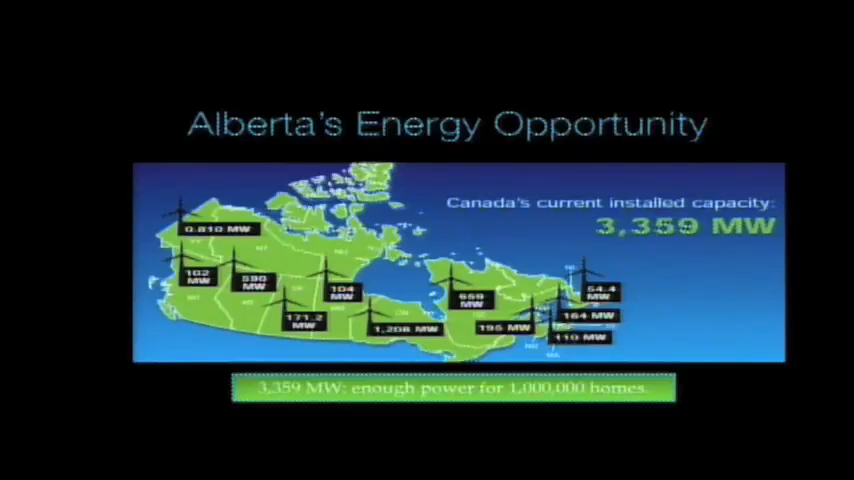 Alberta's Energy Opportunity
Canada's current installed capacity:
3,359 MW
0.810 MW
102
MW
590
MW
104
MW
171.2
MW
1,208 MW
659
MW
195 MW
54.4
MW
164 MW
110 MW
3,359 MW: enough power for 1,000,000 homes.